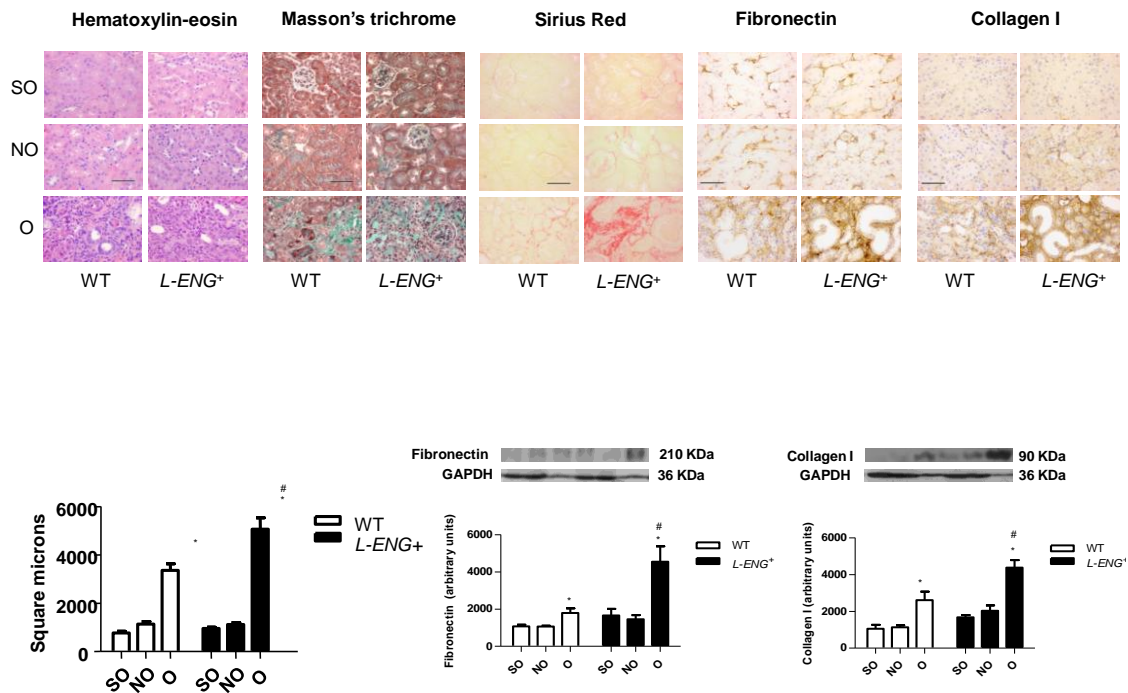 Hematoxylin-eosin Masson's trichrome Sirius Red Fibronectin Collagen I
SO
NO
O
WT L-ENG+ WT L-ENG+ WT L-ENG+ WT L-ENG+ WT L-ENG+
Fibronectin 210 KDa
GAPDH 36 KDa
Collagen I 90 KDa
GAPDH 36 KDa
Square microns
6000
4000
2000
0
*
#
*
WT
L-ENG+
SO NO O SO NO O
Fibronectin (arbitrary units)
6000
4000
2000
0
*
#
*
WT
L-ENG+
SO NO O SO NO O
Collagen I (arbitrary units)
6000
4000
2000
0
*
#
*
WT
L-ENG+
SO NO O SO NO O